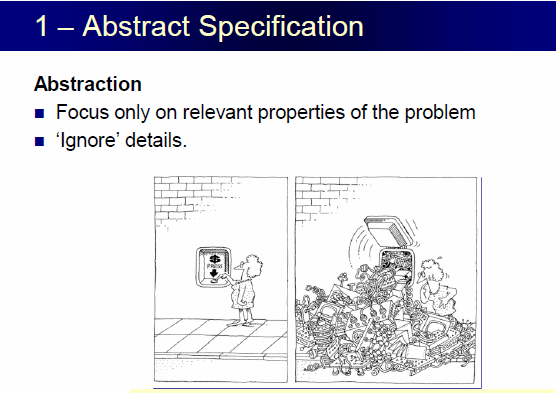 1 – Abstract Specification
Abstraction
Focus only on relevant properties of the problem
‘Ignore’ details.
$
PRESS